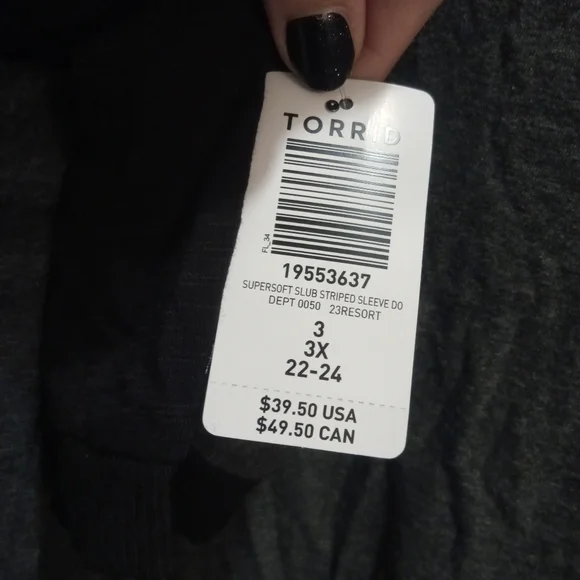 TORRID
FL_34
19553637
SUPERSOFT SLUB STRIPED SLEEVE DO
DEPT 0050 23RESORT
3
3X
22-24
$39.50 USA
$49.50 CAN